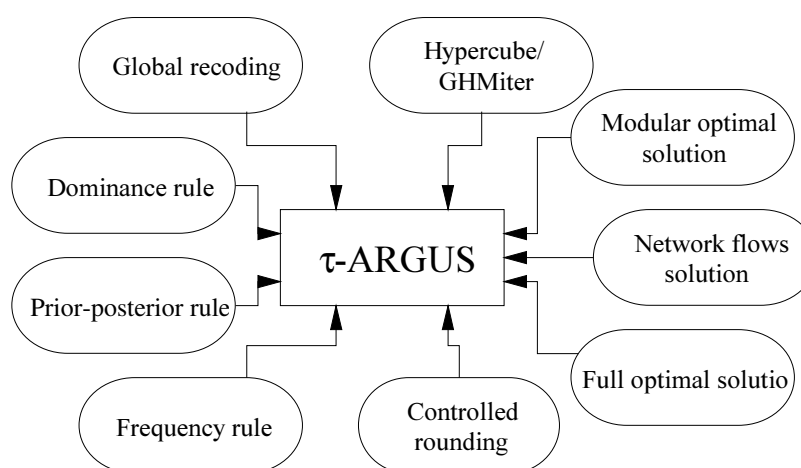 Global recoding
Hypercube/
GHMiter
Modular optimal
solution
Dominance rule
τ-ARGUS
Network flows
solution
Prior-posterior rule
Full optimal solutio
Frequency rule
Controlled
rounding